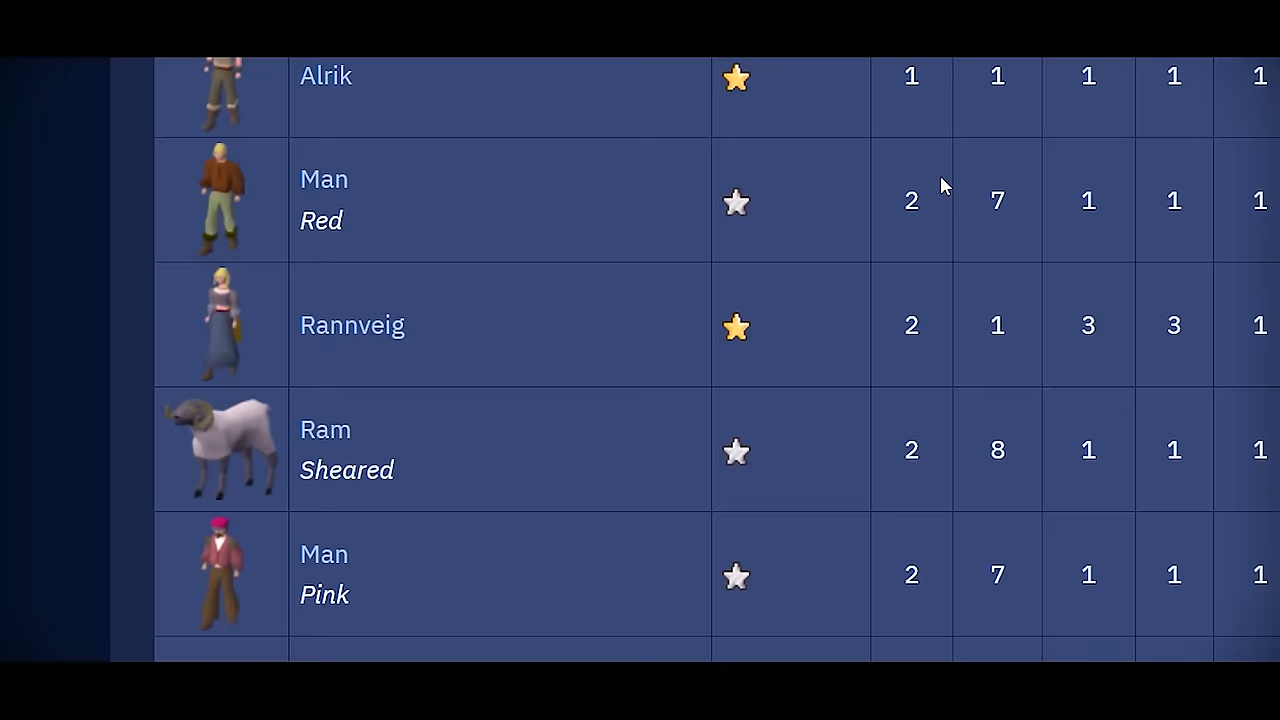 Alrik 1 1 1 1 1
Man
Red
2 7 1 1 1
Rannveig 2 1 3 3 1
Ram
Sheared
2 8 1 1 1
Man
Pink
2 7 1 1 1